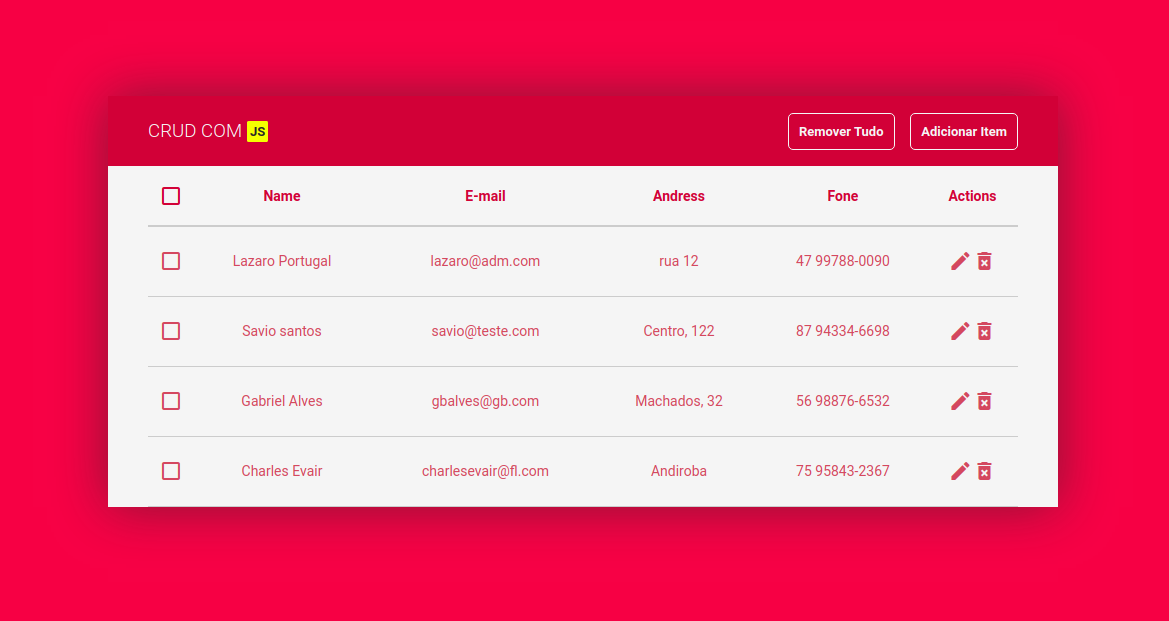 CRUD COM JS Remover Tudo Adicionar Item
Name E-mail Andress Fone Actions
Lazaro Portugal lazaro@adm.com rua 12 47 99788-0090
Savio santos savio@teste.com Centro, 122 87 94334-6698
Gabriel Alves gbalves@gb.com Machados, 32 56 98876-6532
Charles Evair charlesevair@fl.com Andiroba 75 95843-2367